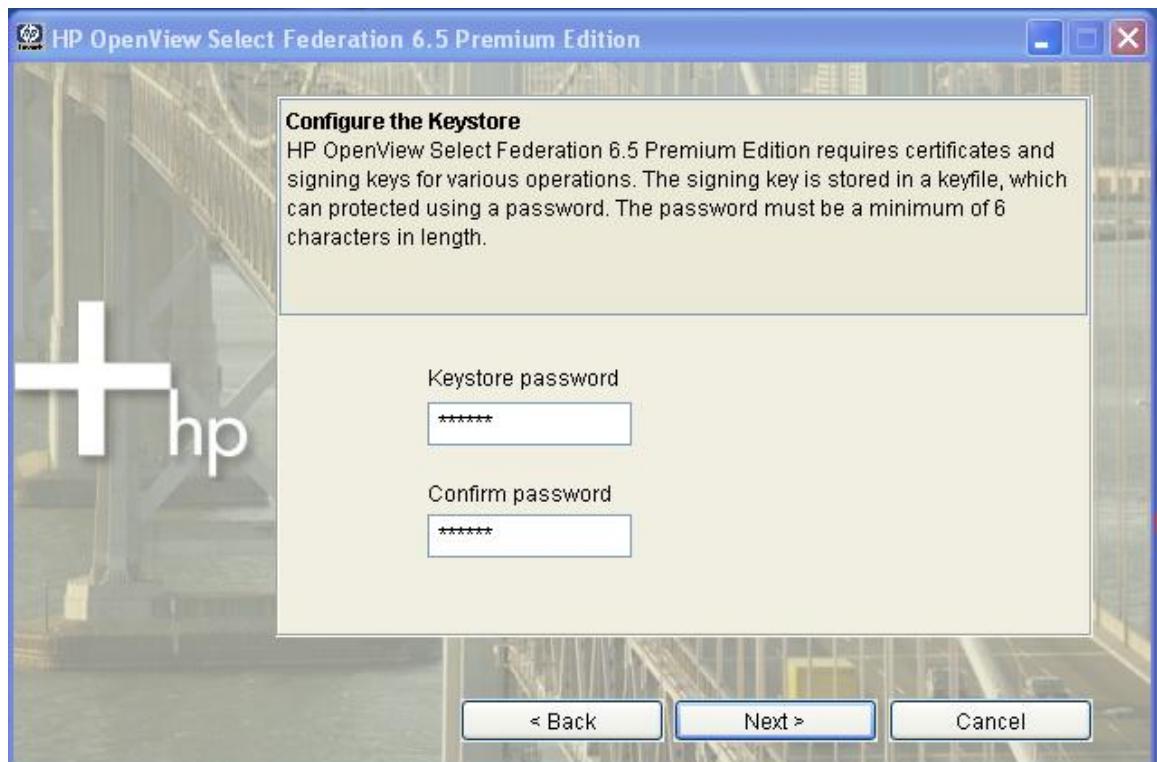 HP OpenView Select Federation 6.5 Premium Edition
Configure the Keystore
HP OpenView Select Federation 6.5 Premium Edition requires certificates and
signing keys for various operations. The signing key is stored in a keyfile, which
can protected using a password. The password must be a minimum of 6
characters in length.
Keystore password
******
Confirm password
******
hp
< Back
Next >
Cancel